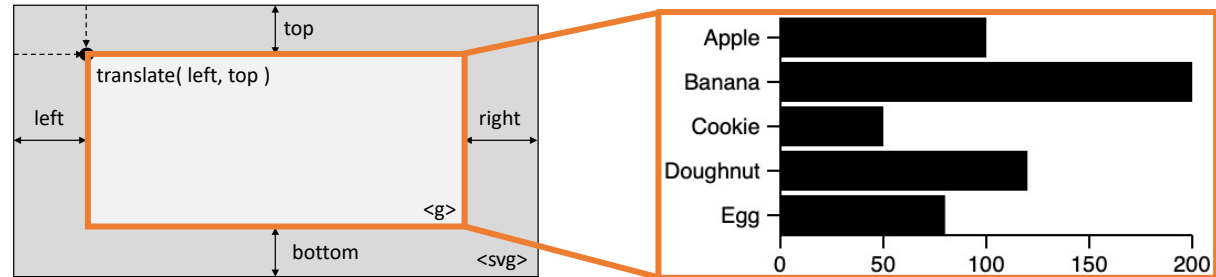 top
translate( left, top )
left
right
<g>
bottom
<svg>
Apple
Banana
Cookie
Doughnut
Egg
0 50 100 150 200